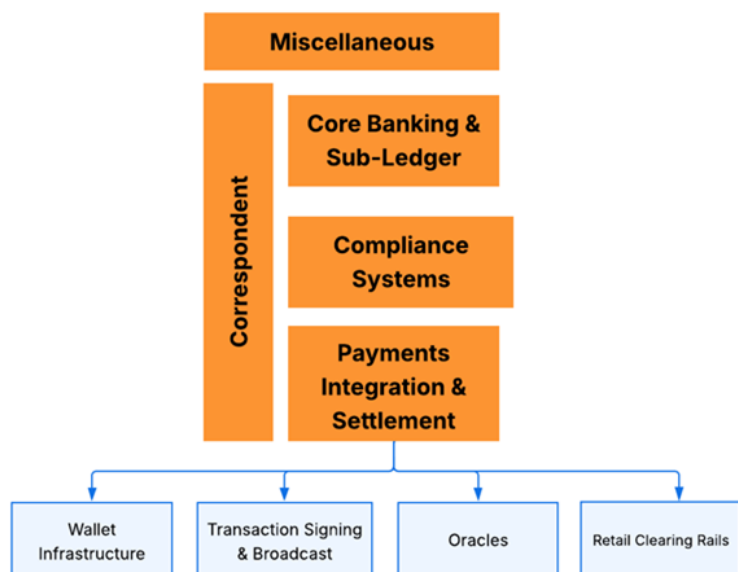 Miscellaneous
Correspondent
Core Banking &
Sub-Ledger
Compliance
Systems
Payments
Integration &
Settlement
Wallet
Infrastructure
Transaction Signing
& Broadcast
Oracles
Retail Clearing Rails